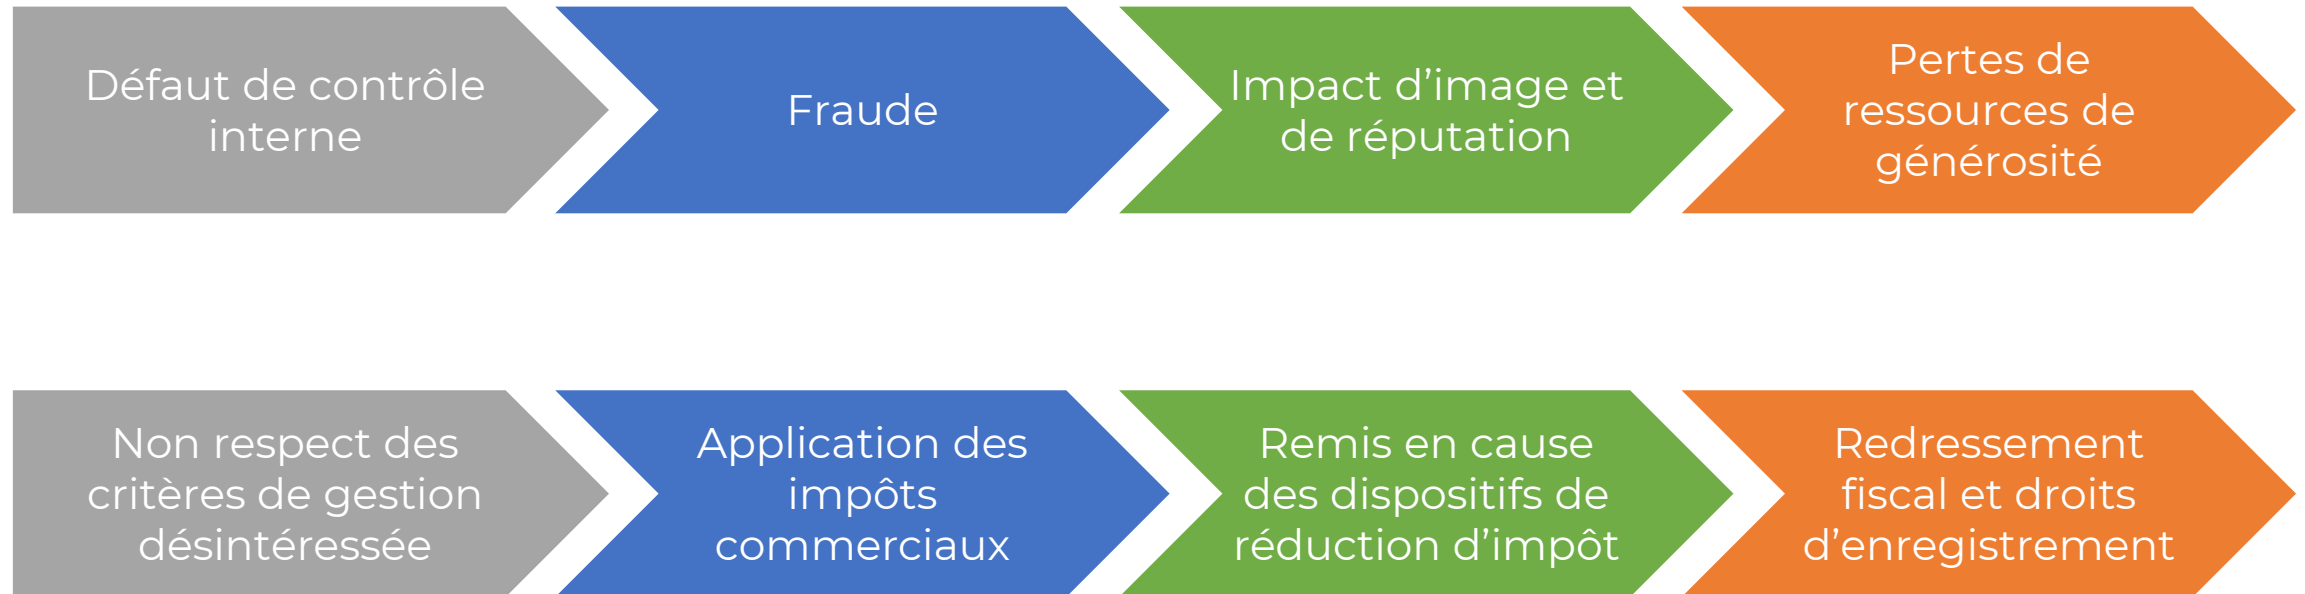 Défaut de contrôle
interne
Fraude
Impact d’image et
de réputation
Pertes de
ressources de
générosité
Non respect des
critères de gestion
désintéressée
Application des
impôts
commerciaux
Remis en cause
des dispositifs de
réduction d’impôt
Redressement
fiscal et droits
d’enregistrement